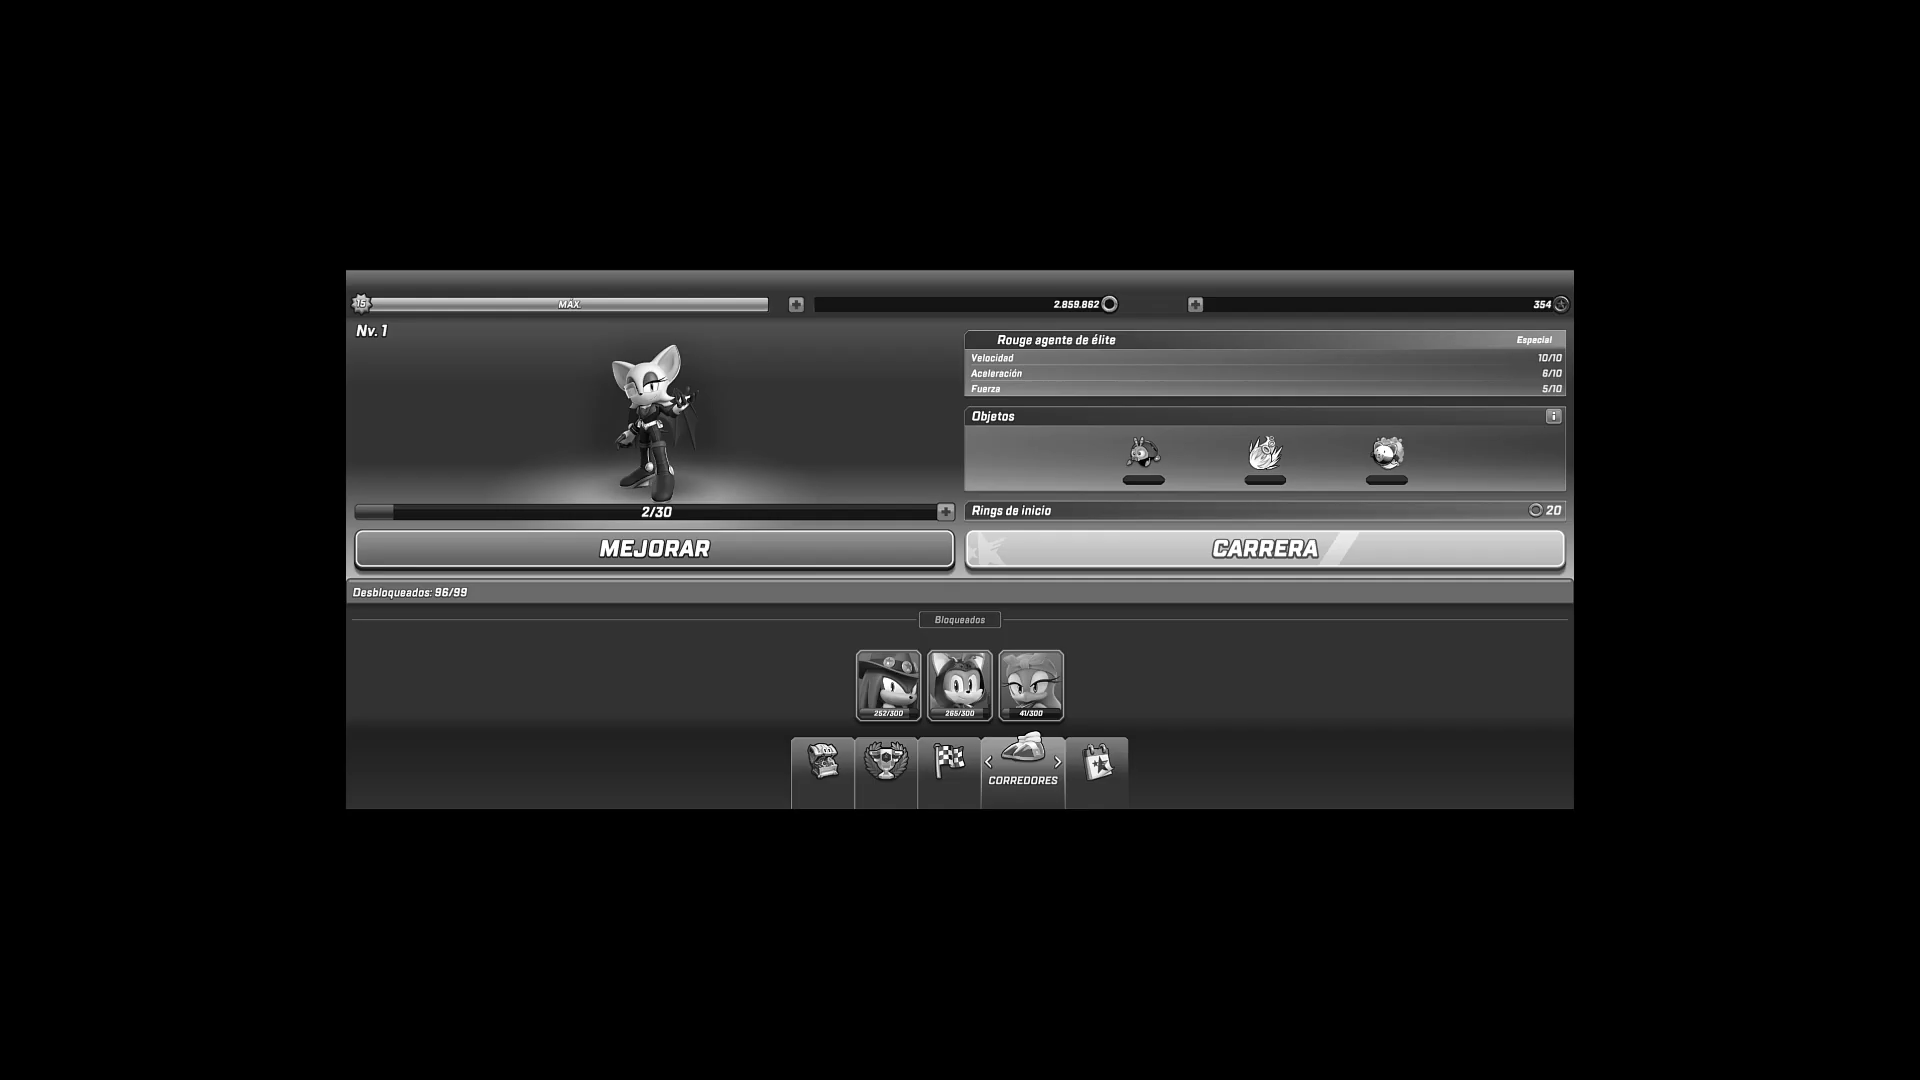 15
MÁX.
2.859.862
354
Nv. 1
Rouge agente de élite
Especial
Velocidad
10/10
Aceleración
6/10
Fuerza
5/10
Objetos
i
2/30
Rings de inicio
20
MEJORAR
CARRERA
Desbloqueados: 96/99
Bloqueados
252/300
265/300
41/300
CORREDORES